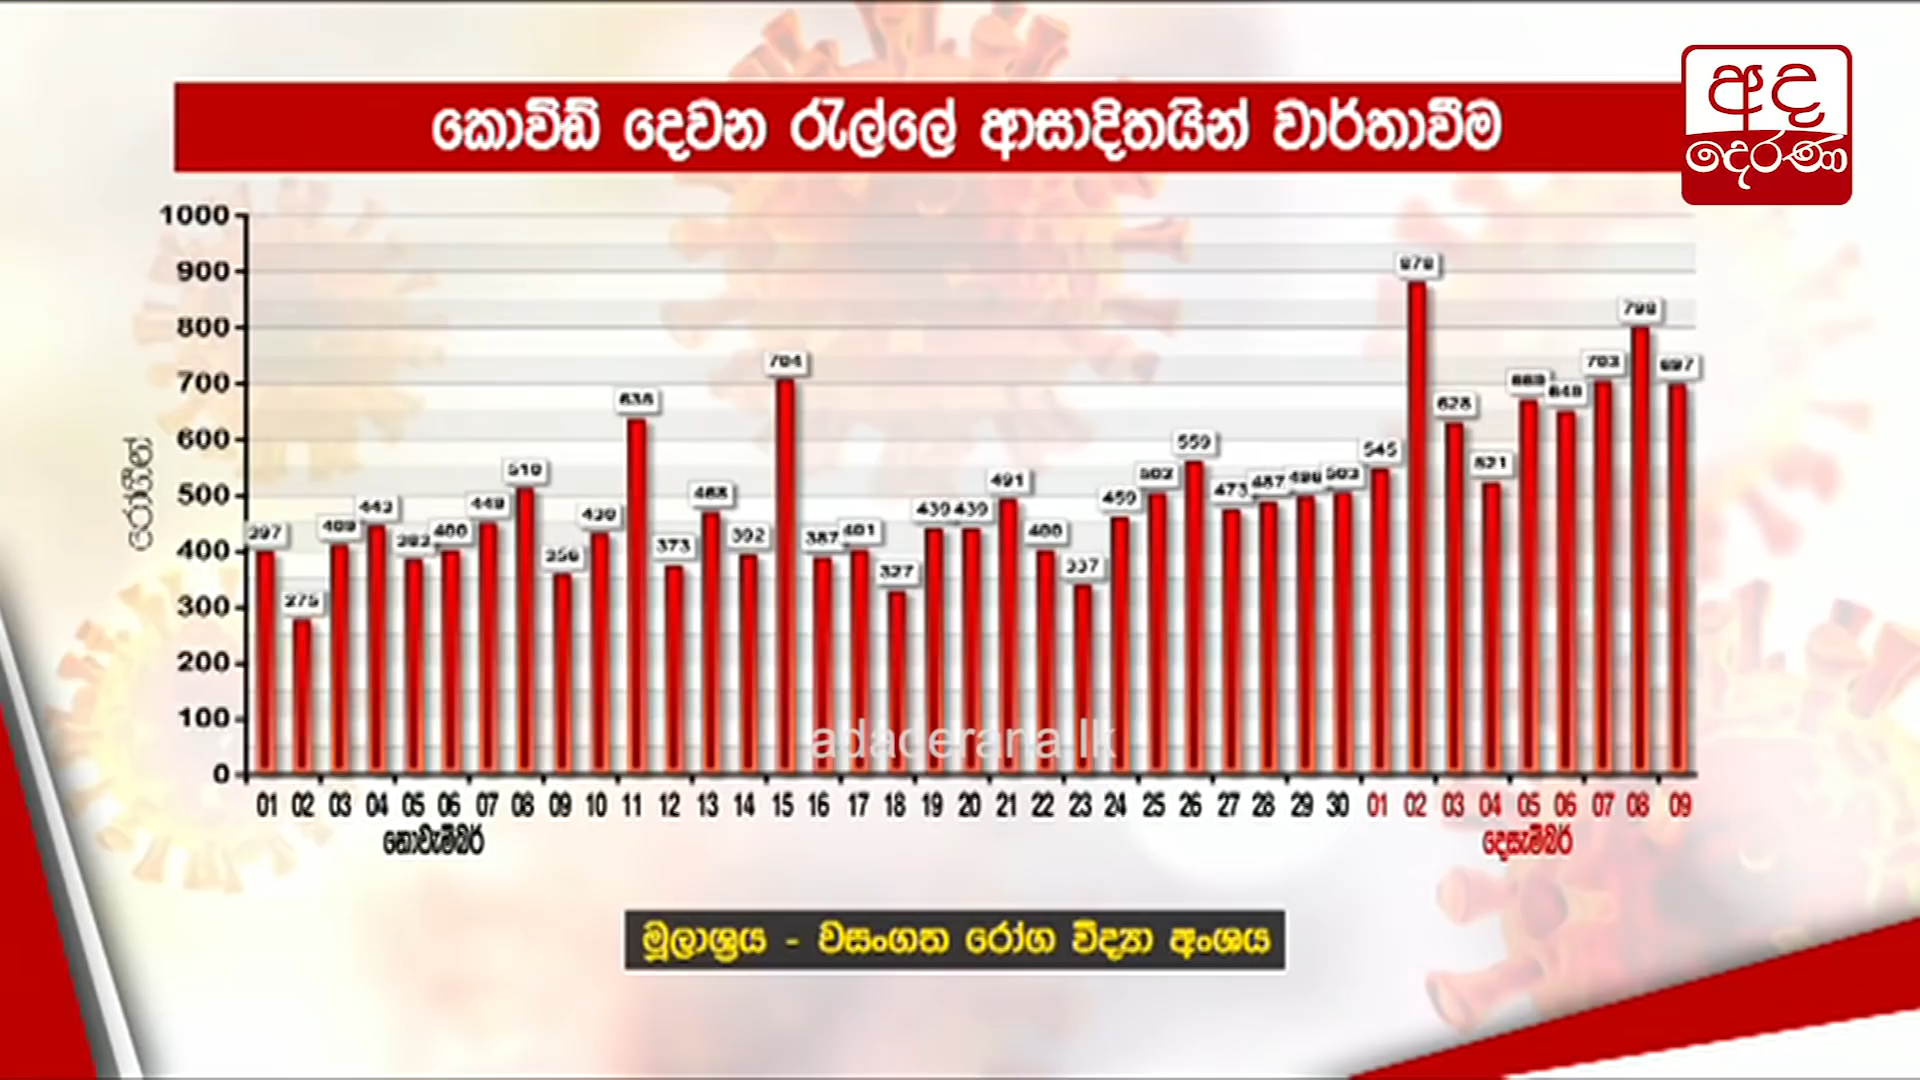 කොවිඩ් දෙවන රැල්ලේ ආසාදිතයින් වාර්තාවීම
අද
දෙරණ
රෝගීන්
1000
900
800
700
600
500
400
300
200
100
0
397 275 409 443 383 400 449 510 356 430 635 373 468 392 704 387 401 327 439 439 491 400 337 459 502 559 473 487 496 503 545 878 628 521 669 649 703 798 697
adaderana.lk
01 02 03 04 05 06 07 08 09 10 11 12 13 14 15 16 17 18 19 20 21 22 23 24 25 26 27 28 29 30 01 02 03 04 05 06 07 08 09
නොවැම්බර් දෙසැම්බර්
මූලාශ්‍රය - වසංගත රෝග විද්‍යා අංශය